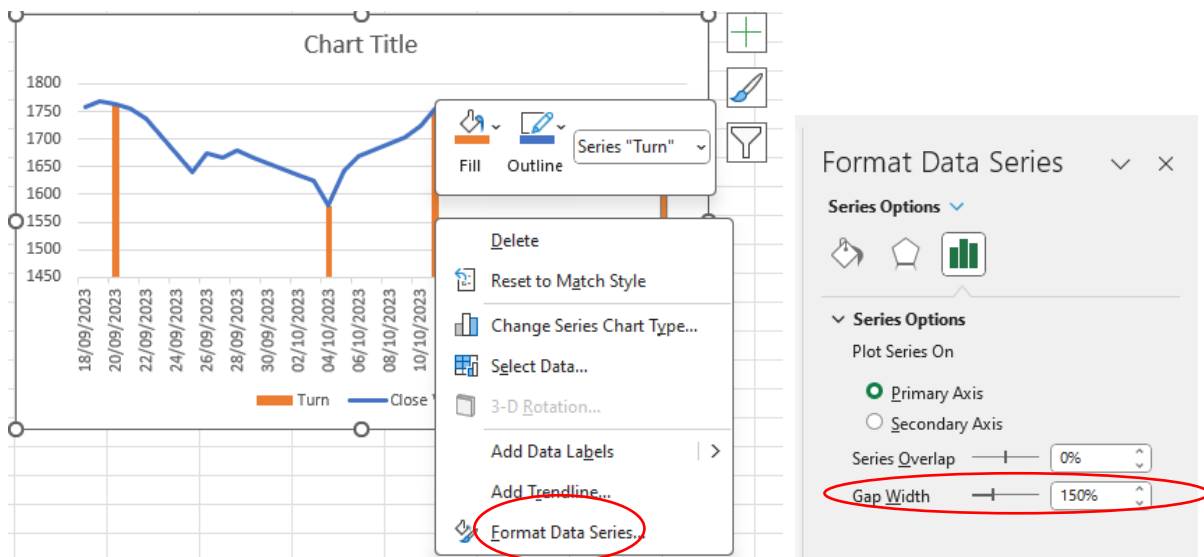 Chart Title
1800
1750
1700
1650
1600
1550
1500
1450
18/09/2023
20/09/2023
22/09/2023
24/09/2023
26/09/2023
28/09/2023
30/09/2023
02/10/2023
04/10/2023
06/10/2023
08/10/2023
10/10/2023
Turn
Close
Fill
Outline
Series "Turn"
Delete
Reset to Match Style
Change Series Chart Type...
Select Data...
3-D Rotation...
Add Data Labels
Add Trendline...
Format Data Series...
Format Data Series
Series Options
Series Options
Plot Series On
Primary Axis
Secondary Axis
Series Overlap 0%
Gap Width 150%